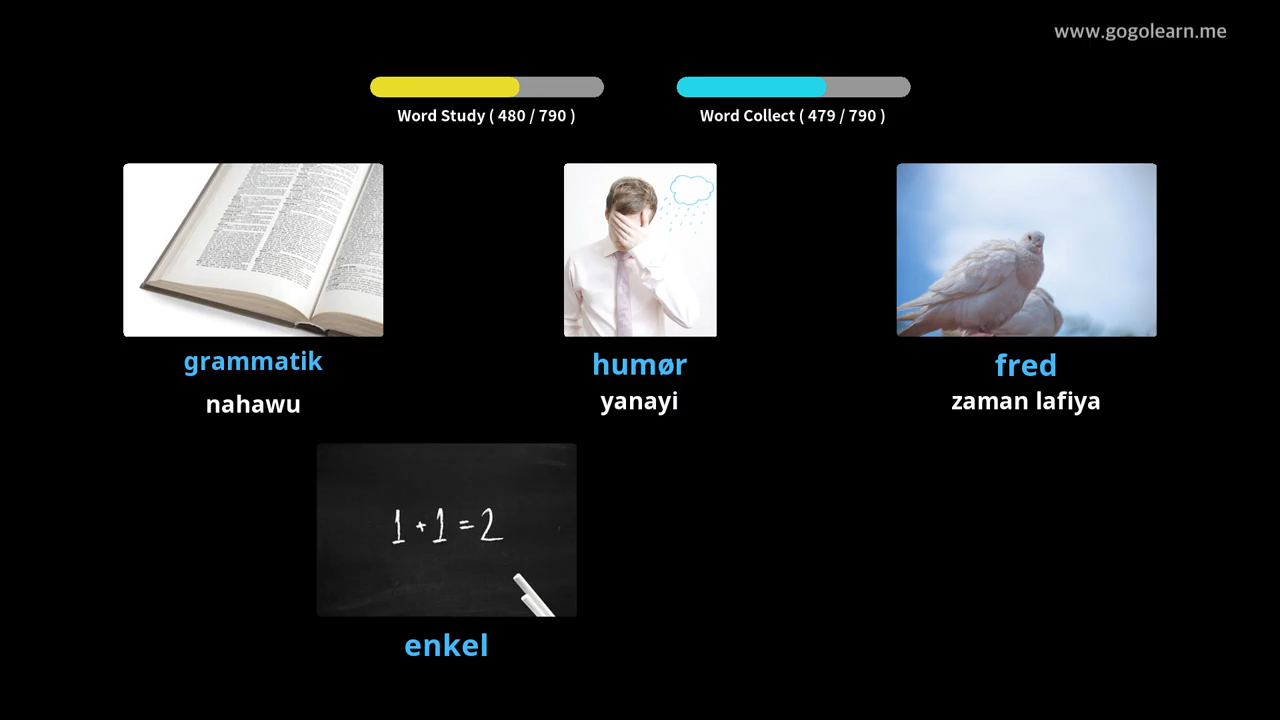 www.gogolearn.me
Word Study ( 480 / 790 )
Word Collect ( 479 / 790 )
grammatik
humør
fred
nahawu
yanayi
zaman lafiya
1 + 1 = 2
enkel